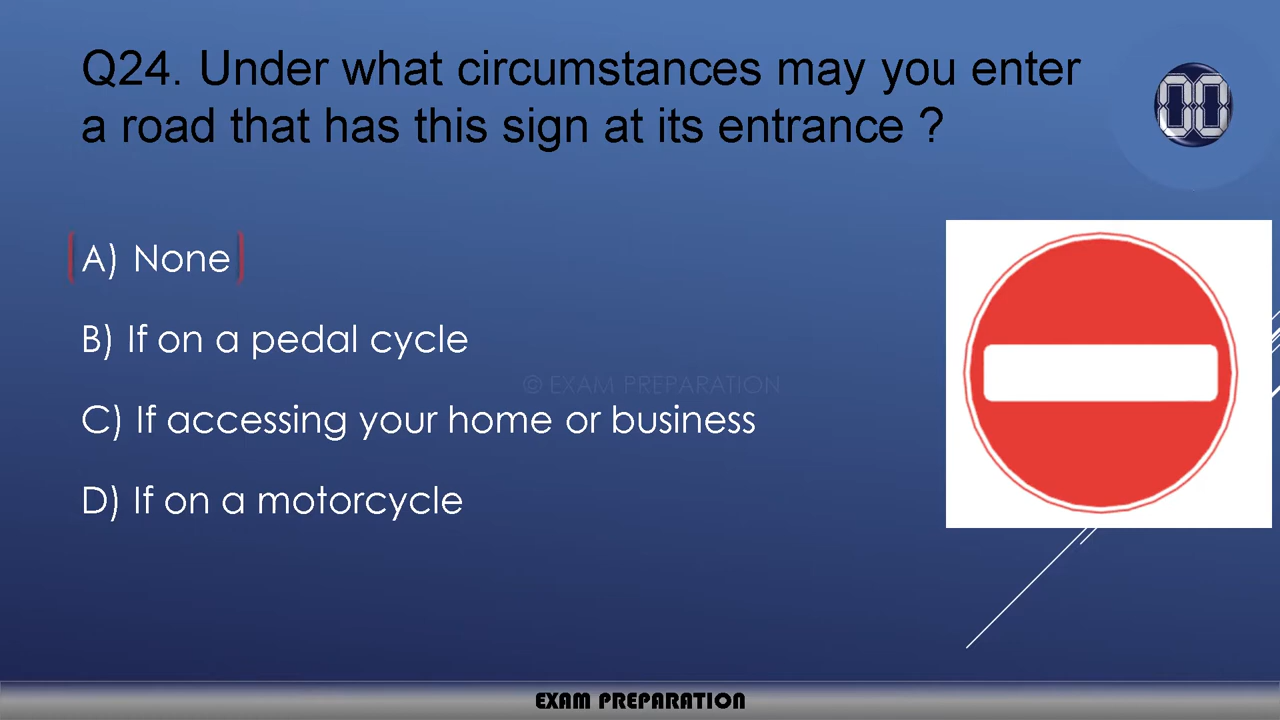 Q24. Under what circumstances may you enter
a road that has this sign at its entrance ?
00
A) None
B) If on a pedal cycle
© EXAM PREPARATION
C) If accessing your home or business
D) If on a motorcycle
EXAM PREPARATION